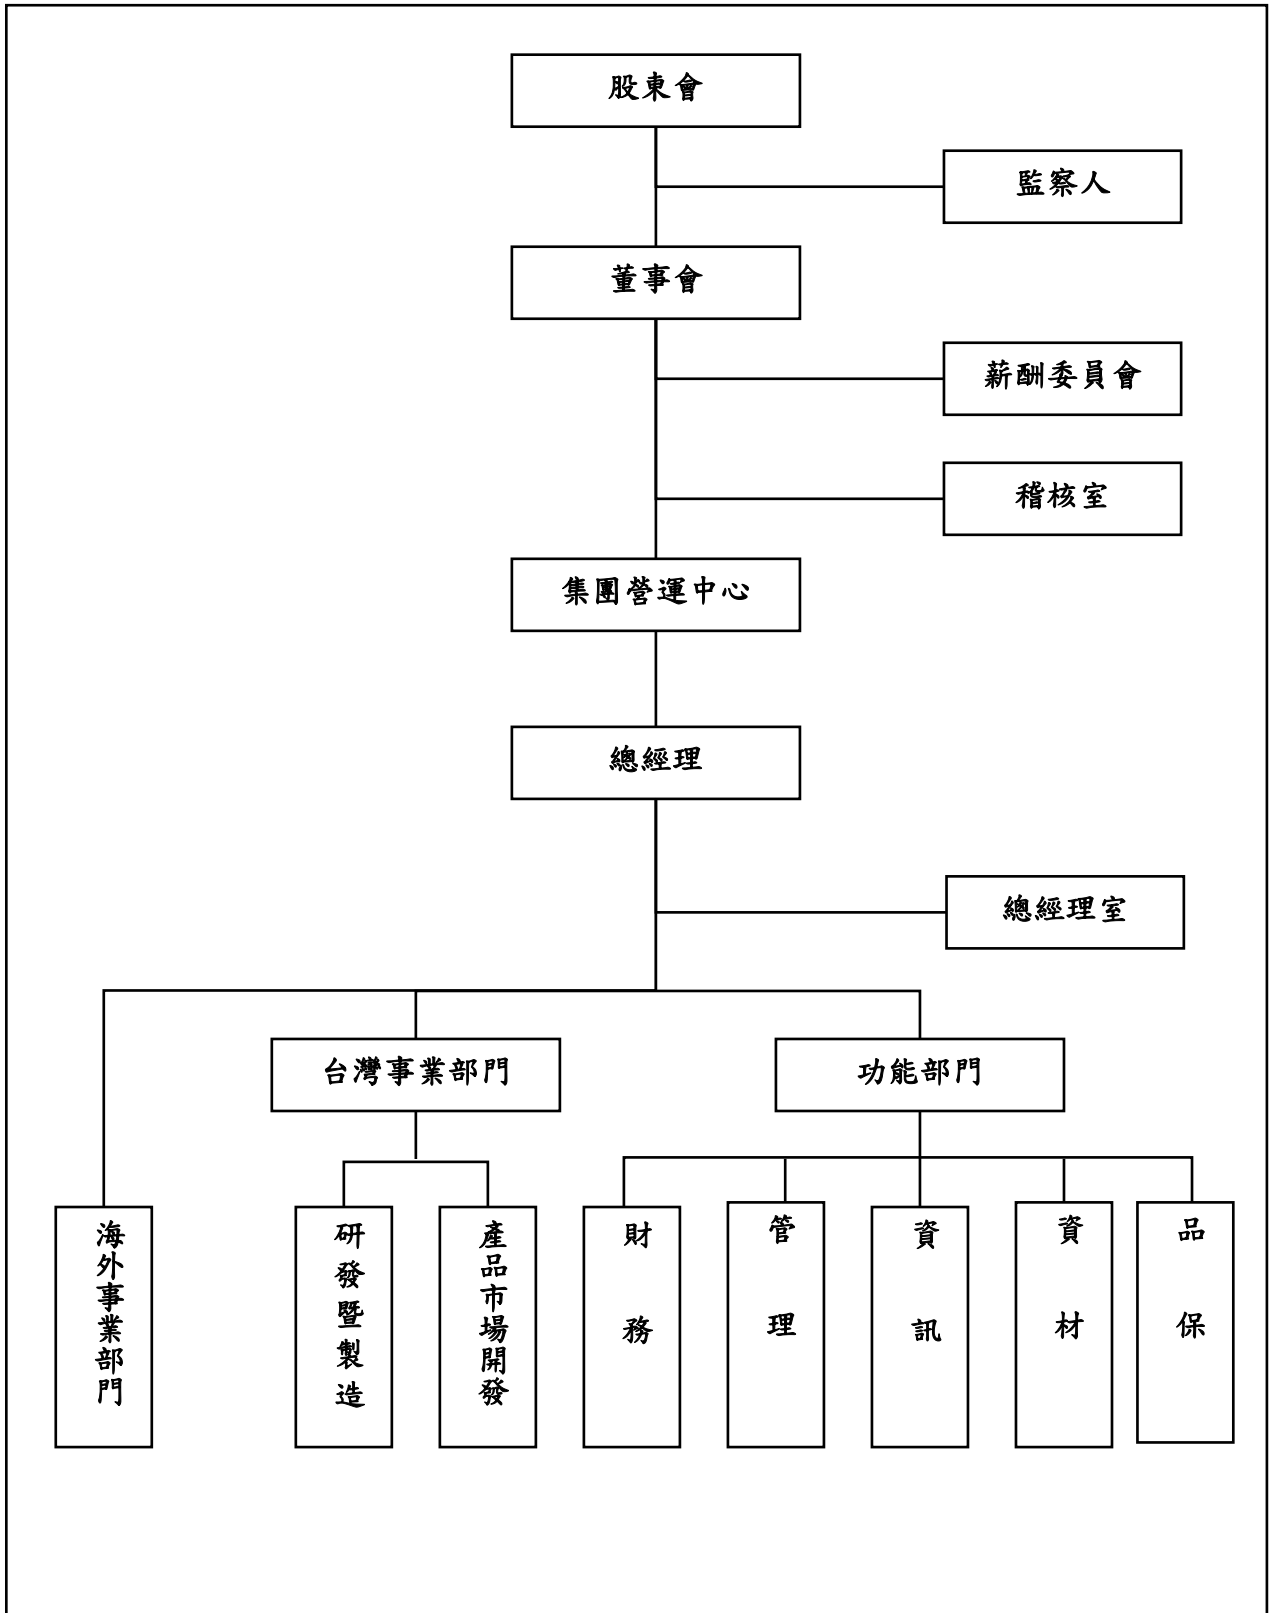 股東會
監察人
董事會
薪酬委員會
稽核室
集團營運中心
總經理
總經理室
台灣事業部門
功能部門
海外事業部門
研發暨製造
產品市場開發
財務
管理
資訊
資材
品保